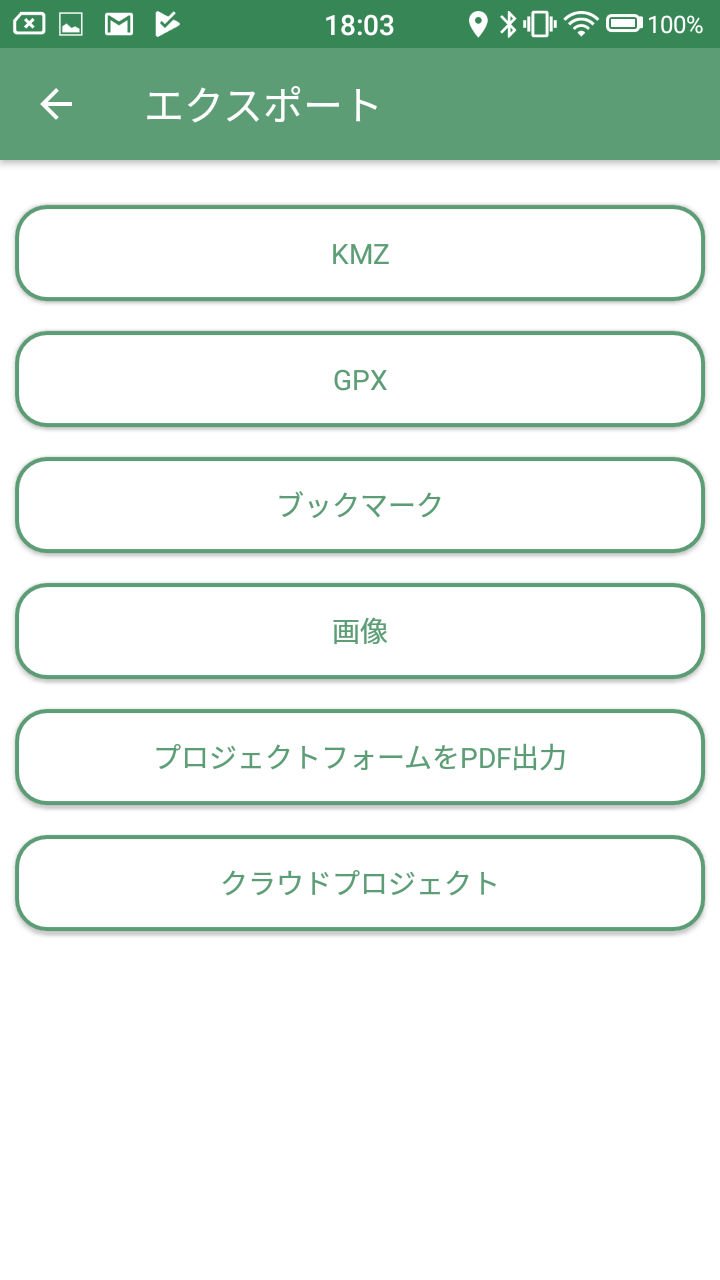 18:03
100%
エクスポート
KMZ
GPX
ブックマーク
画像
プロジェクトフォームをPDF出力
クラウドプロジェクト